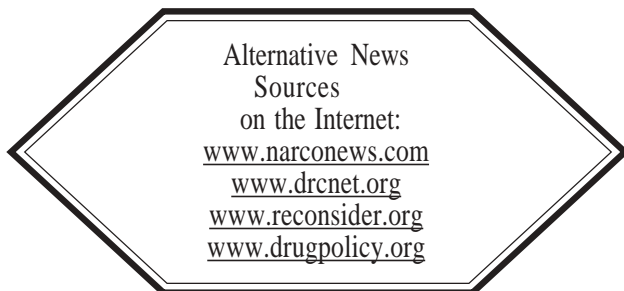 Alternative News
Sources
on the Internet:
www.narconews.com
www.drcnet.org
www.reconsider.org
www.drugpolicy.org